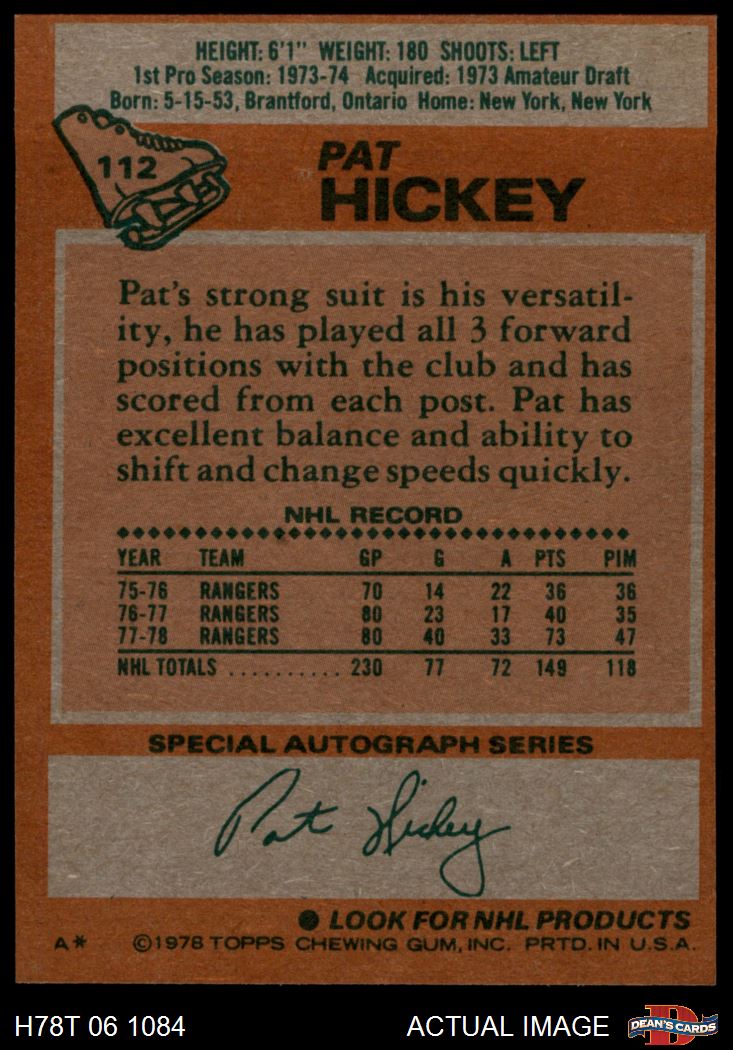 HEIGHT: 6'1" WEIGHT: 180 SHOOTS: LEFT
1st Pro Season: 1973-74 Acquired: 1973 Amateur Draft
Born: 5-15-53, Brantford, Ontario Home: New York, New York
112
PAT
HICKEY
Pat's strong suit is his versatil-
ity, he has played all 3 forward
positions with the club and has
scored from each post. Pat has
excellent balance and ability to
shift and change speeds quickly.
NHL RECORD
YEAR TEAM GP G A PTS PIM
75-76 RANGERS 70 14 22 36 36
76-77 RANGERS 80 23 17 40 35
77-78 RANGERS 80 40 33 73 47
NHL TOTALS .......... 230 77 72 149 118
SPECIAL AUTOGRAPH SERIES
Pat Hickey
● LOOK FOR NHL PRODUCTS
A* ©1978 TOPPS CHEWING GUM, INC. PRTD. IN U.S.A.
H78T 06 1084 ACTUAL IMAGE D DEAN'S CARDS